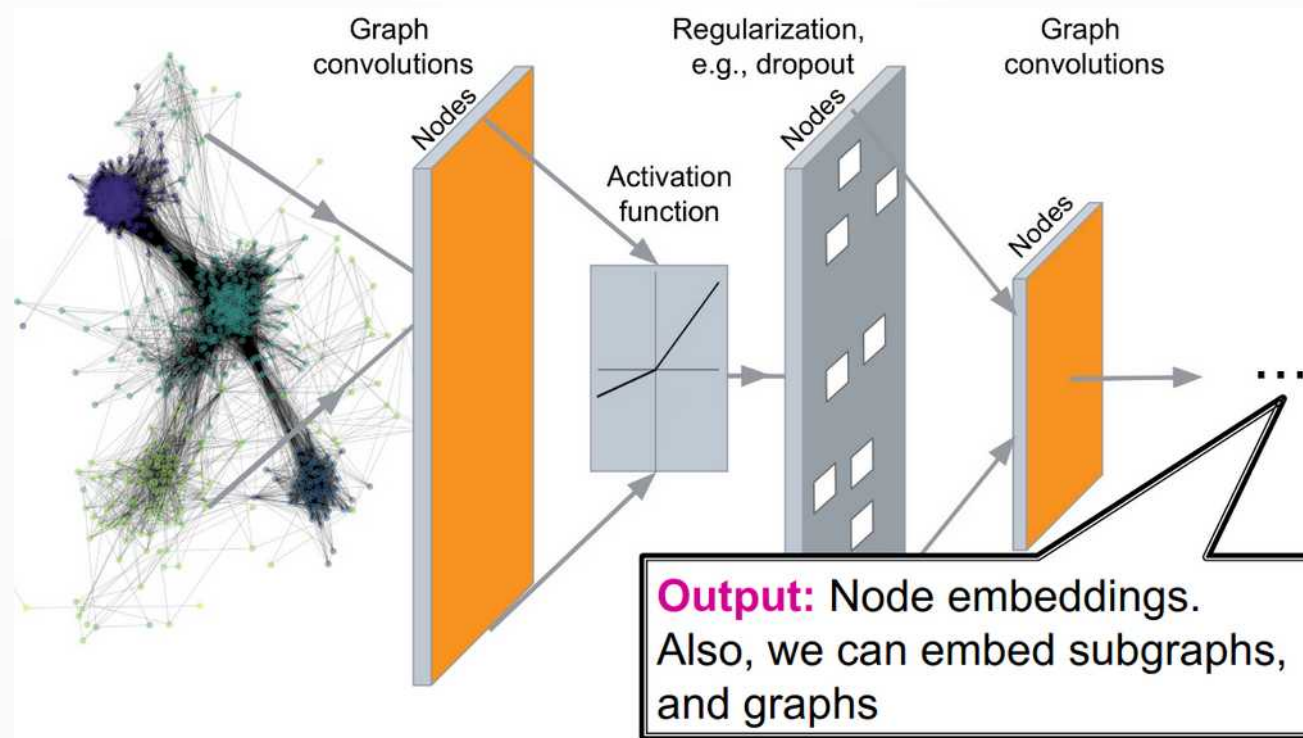 Graph
convolutions
Regularization,
e.g., dropout
Graph
convolutions
Nodes
Nodes
Activation
function
Nodes
...
Output: Node embeddings.
Also, we can embed subgraphs,
and graphs